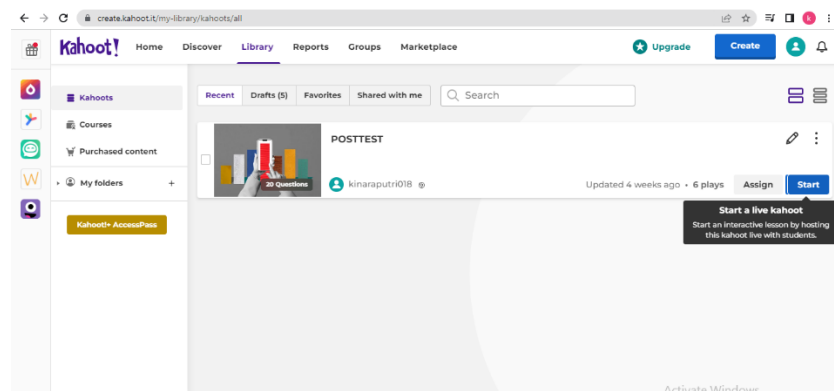 create.kahoot.it/my-library/kahoots/all
k
Kahoot!
Home
Discover
Library
Reports
Groups
Marketplace
Upgrade
Create
Kahoots
Courses
Purchased content
My folders
+
Kahoot!+ AccessPass
Recent
Drafts (5)
Favorites
Shared with me
Search
POSTTEST
20 Questions
kinaraputri018
Updated 4 weeks ago • 6 plays
Assign
Start
Start a live kahoot
Start an interactive lesson by hosting
this kahoot live with students.
Activate Windows